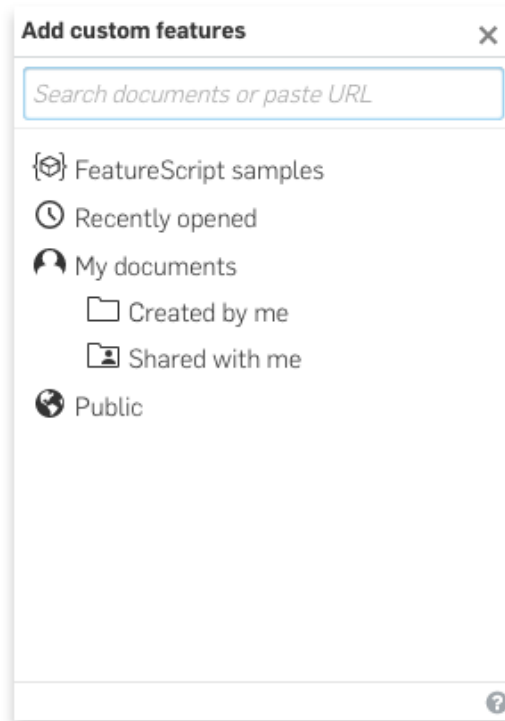 Add custom features
Search documents or paste URL
FeatureScript samples
Recently opened
My documents
Created by me
Shared with me
Public